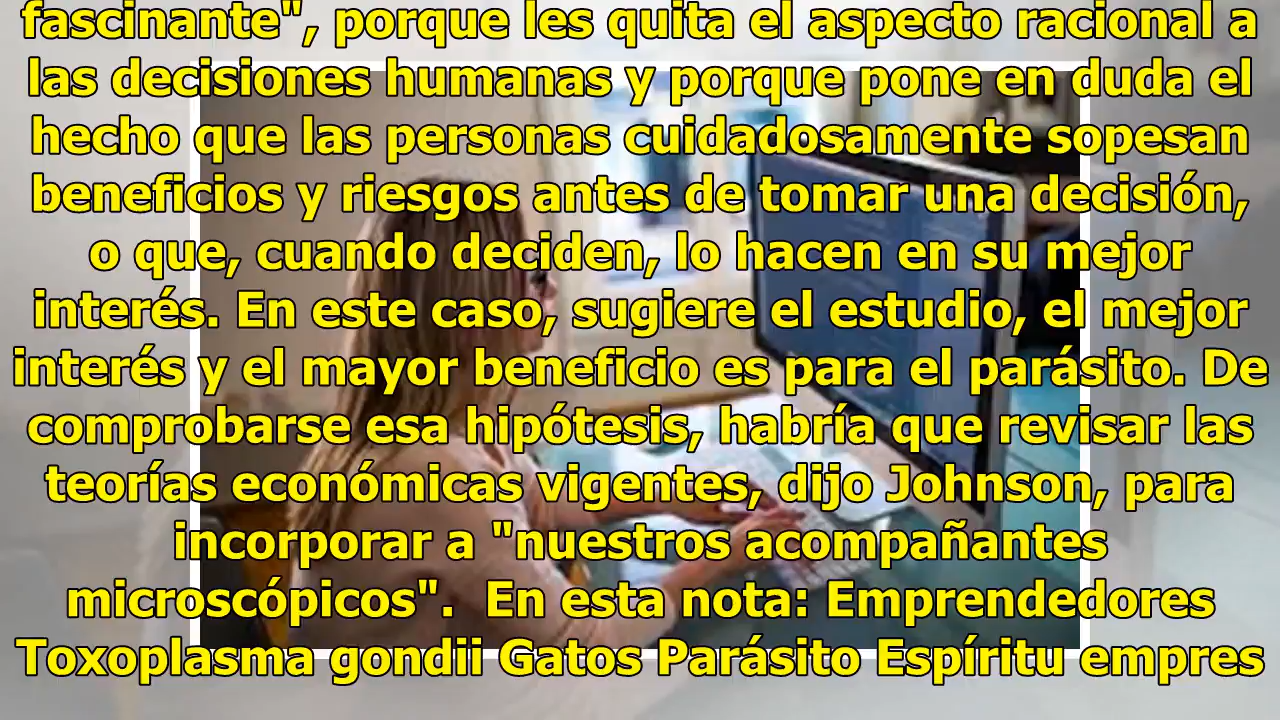 fascinante", porque les quita el aspecto racional a
las decisiones humanas y porque pone en duda el
hecho que las personas cuidadosamente sopesan
beneficios y riesgos antes de tomar una decisión,
o que, cuando deciden, lo hacen en su mejor
interés. En este caso, sugiere el estudio, el mejor
interés y el mayor beneficio es para el parásito. De
comprobarse esa hipótesis, habría que revisar las
teorías económicas vigentes, dijo Johnson, para
incorporar a "nuestros acompañantes
microscópicos".  En esta nota: Emprendedores
Toxoplasma gondii Gatos Parásito Espíritu empres